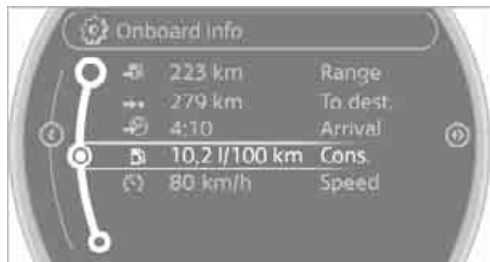 Onboard info
223 km Range
279 km To dest.
4:10 Arrival
10,2 l/100 km Cons.
80 km/h Speed